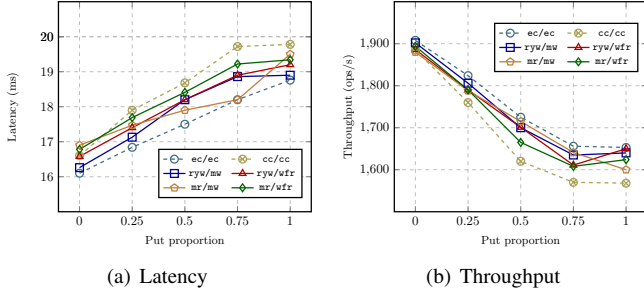 20
19
18
17
16
Latency (ms)
0 0.25 0.5 0.75 1
Put proportion
ec/ec cc/cc
ryw/mw ryw/wfr
mr/mw mr/wfr
(a) Latency
1,900
1,800
1,700
1,600
Throughput (ops/s)
0 0.25 0.5 0.75 1
Put proportion
ec/ec cc/cc
ryw/mw ryw/wfr
mr/mw mr/wfr
(b) Throughput